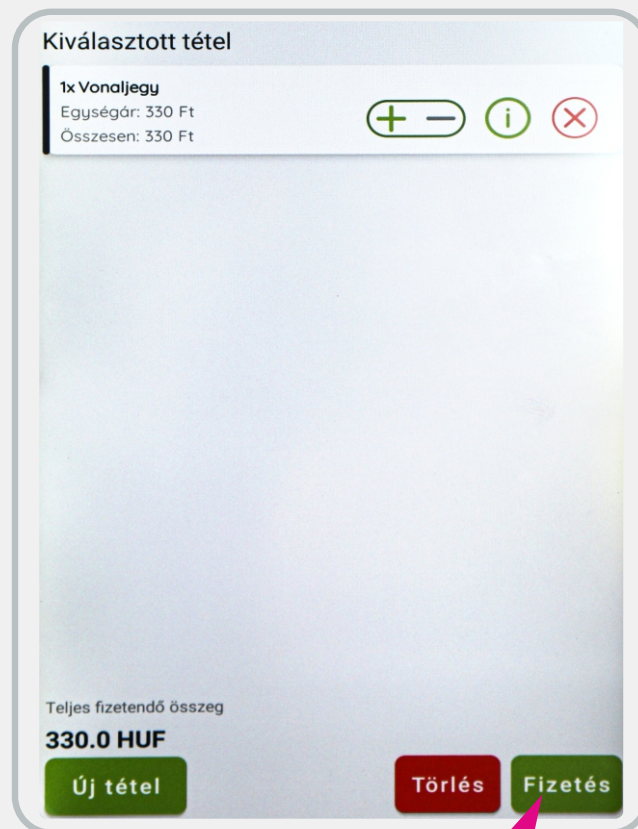 Kiválasztott tétel
1x Vonaljegy
Egységár: 330 Ft
Összesen: 330 Ft
Teljes fizetendő összeg
330.0 HUF
Új tétel
Törlés
Fizetés